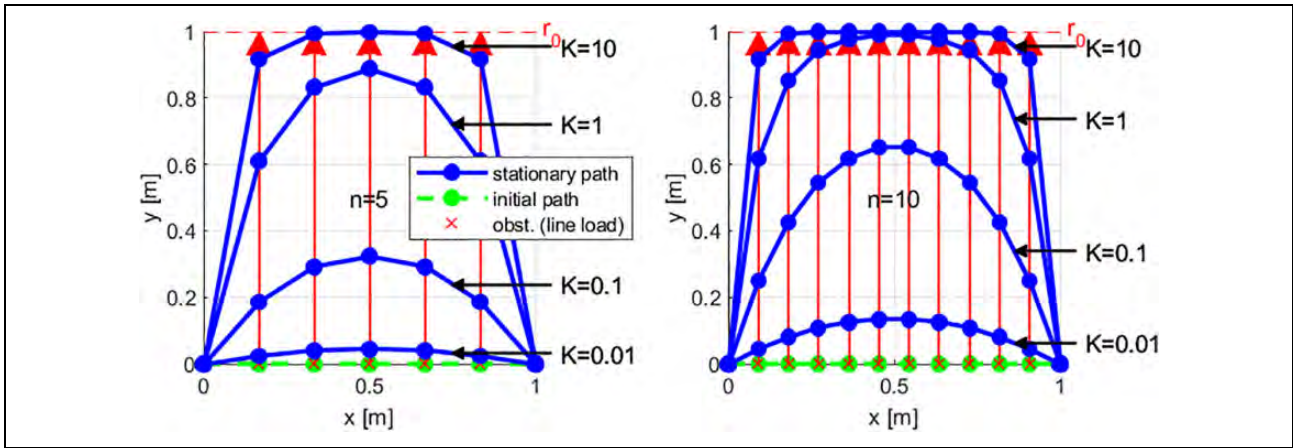 1
r0
K=10
0.8
K=1
0.6
y [m]
stationary path
n=5
initial path
0.4
obst. (line load)
K=0.1
0.2
K=0.01
0
0
0.5
1
x [m]
1
r0
K=10
0.8
K=1
0.6
y [m]
n=10
0.4
K=0.1
0.2
K=0.01
0
0
0.5
1
x [m]